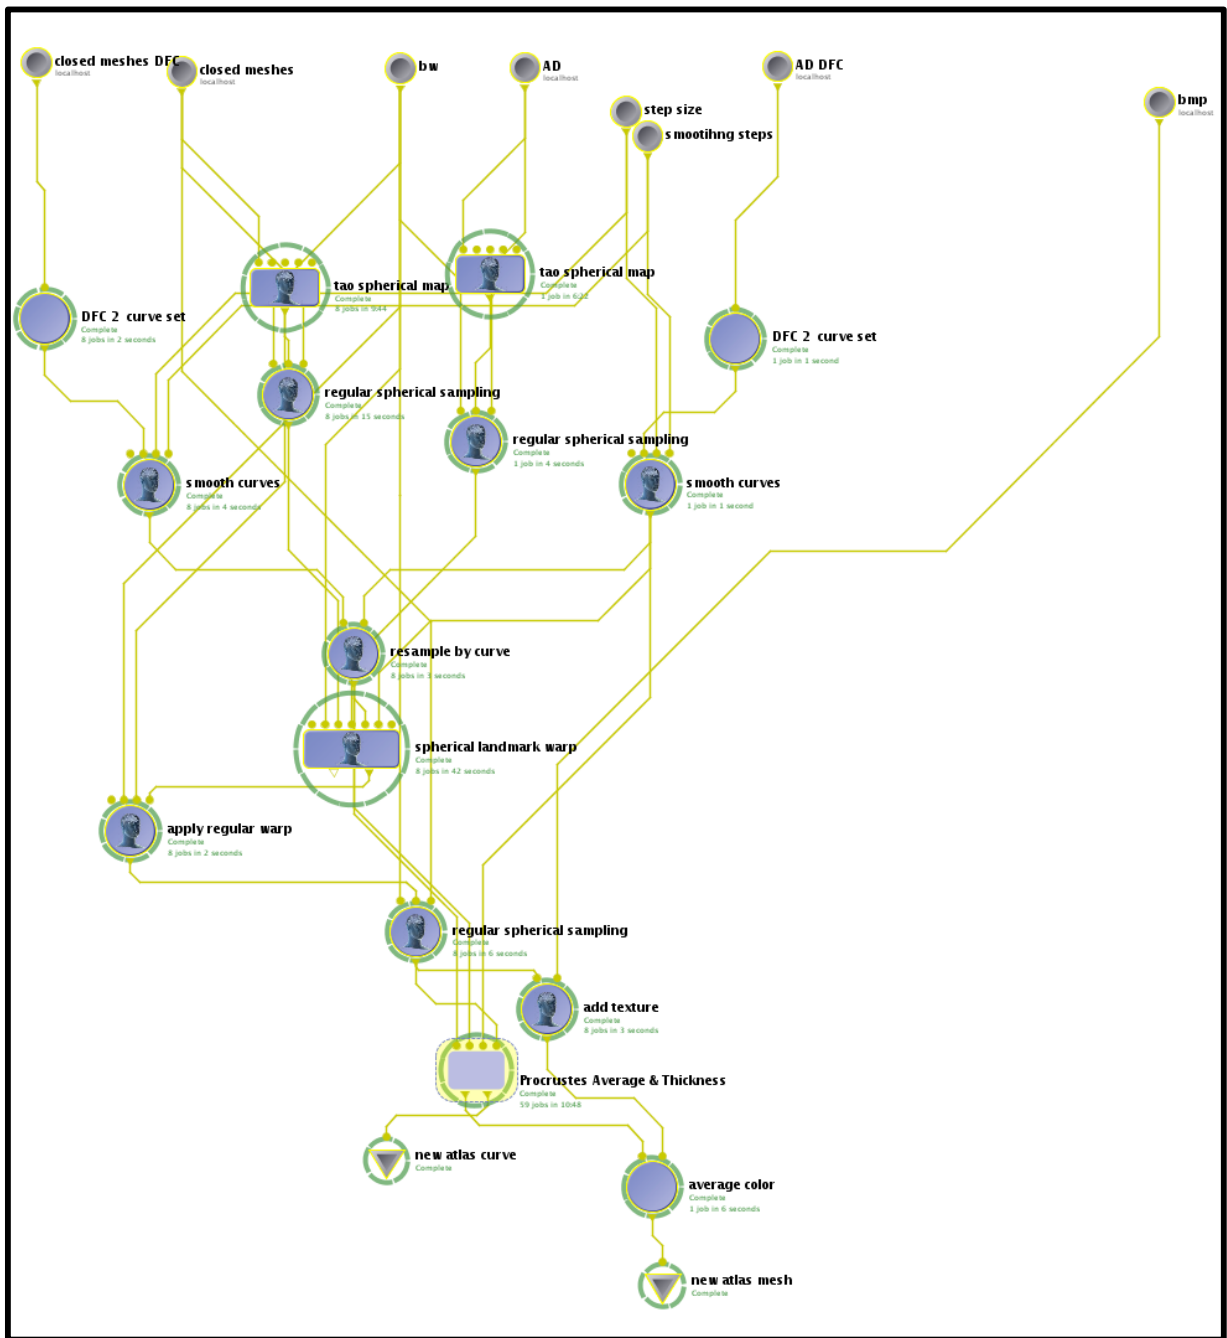 closed meshes DFC
localhost
closed meshes
localhost
bw
AD
localhost
AD DFC
localhost
step size
smootihng steps
bmp
localhost
tao spherical map
Complete
8 jobs in 9:44
tao spherical map
Complete
1 job in 6:22
DFC 2 curve set
Complete
8 jobs in 2 seconds
DFC 2 curve set
Complete
1 job in 1 second
regular spherical sampling
Complete
8 jobs in 15 seconds
regular spherical sampling
Complete
1 job in 4 seconds
smooth curves
Complete
8 jobs in 4 seconds
smooth curves
Complete
1 job in 1 second
resample by curve
Complete
8 jobs in 3 seconds
spherical landmark warp
Complete
8 jobs in 42 seconds
apply regular warp
Complete
8 jobs in 2 seconds
regular spherical sampling
Complete
8 jobs in 6 seconds
add texture
Complete
8 jobs in 3 seconds
Procrustes Average & Thickness
Complete
59 jobs in 10:48
new atlas curve
Complete
average color
Complete
1 job in 6 seconds
new atlas mesh
Complete